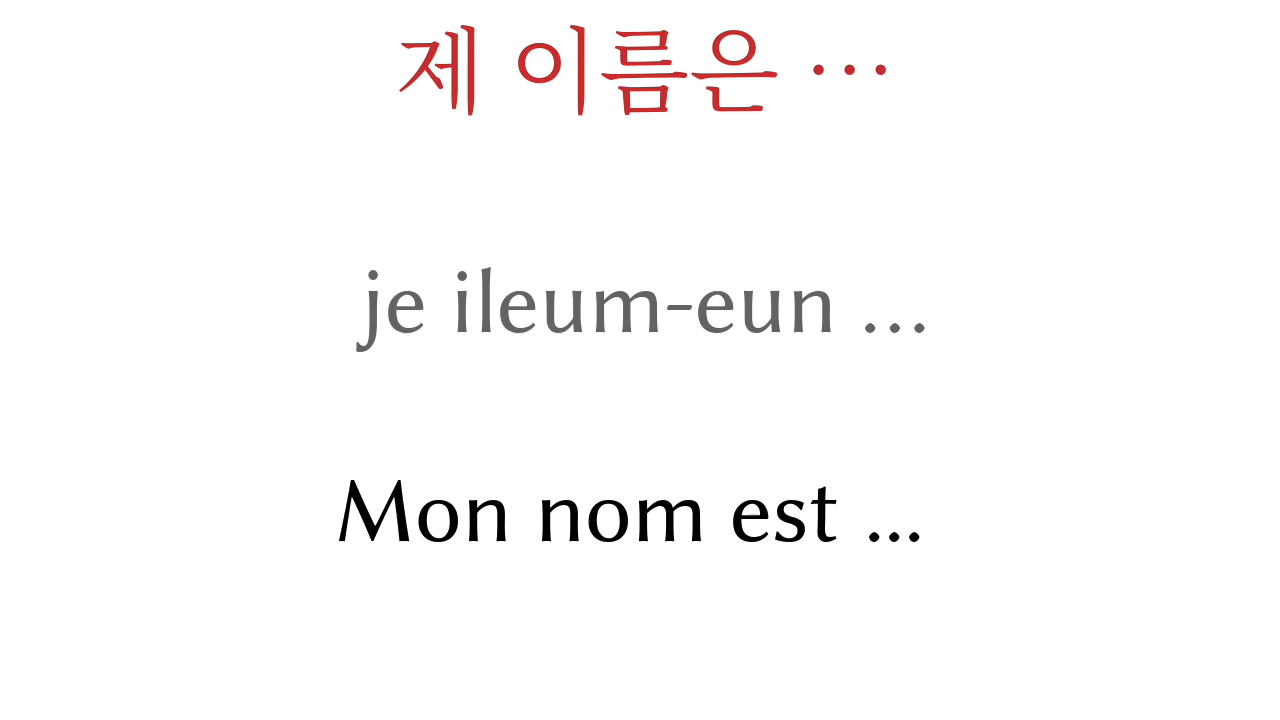 제 이름은 …
je ileum-eun …
Mon nom est ...